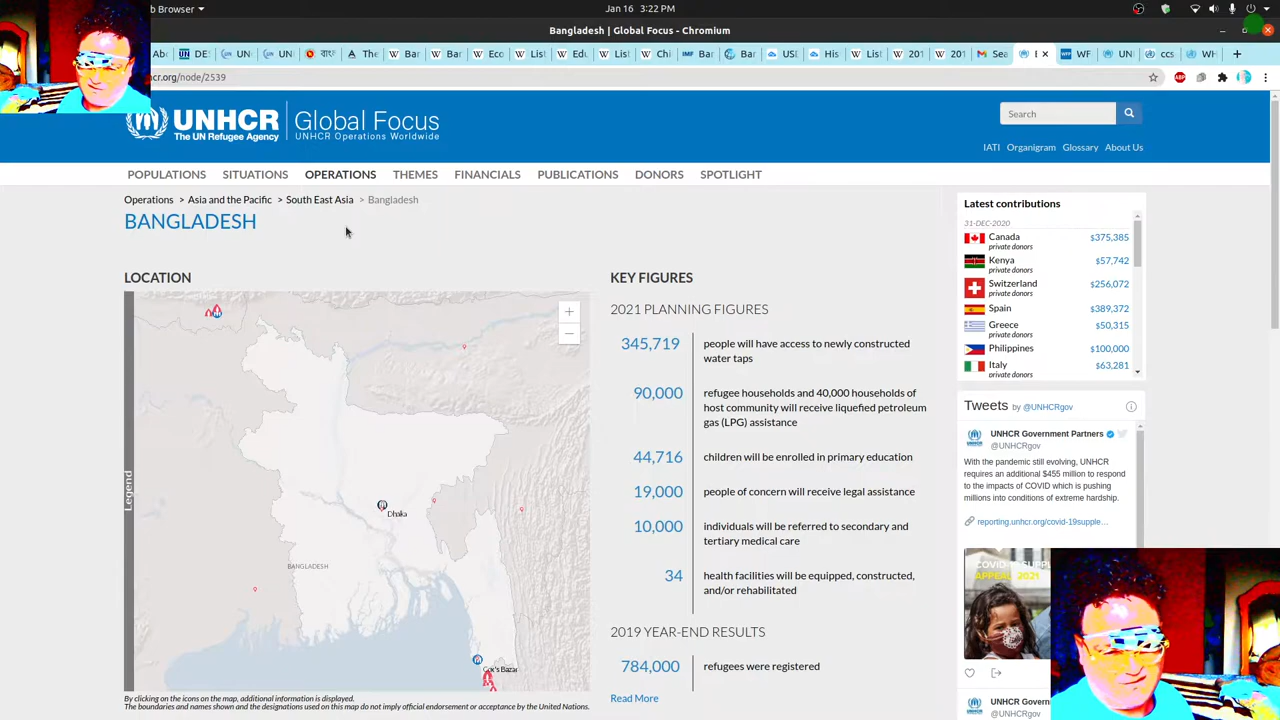 b Browser
Jan 16 3:22 PM
Bangladesh | Global Focus - Chromium
cr.org/node/2539
UNHCR
The UN Refugee Agency
Global Focus
UNHCR Operations Worldwide
Search
IATI Organigram Glossary About Us
POPULATIONS SITUATIONS OPERATIONS THEMES FINANCIALS PUBLICATIONS DONORS SPOTLIGHT
Operations > Asia and the Pacific > South East Asia > Bangladesh
BANGLADESH
LOCATION
Legend
Dhaka
BANGLADESH
Cox's Bazar
By clicking on the icons on the map, additional information is displayed.
The boundaries and names shown and the designations used on this map do not imply official endorsement or acceptance by the United Nations.
KEY FIGURES
2021 PLANNING FIGURES
345,719 people will have access to newly constructed
water taps
90,000 refugee households and 40,000 households of
host community will receive liquefied petroleum
gas (LPG) assistance
44,716 children will be enrolled in primary education
19,000 people of concern will receive legal assistance
10,000 individuals will be referred to secondary and
tertiary medical care
34 health facilities will be equipped, constructed,
and/or rehabilitated
2019 YEAR-END RESULTS
784,000 refugees were registered
Read More
Latest contributions
31-DEC-2020
Canada $375,385
private donors
Kenya $57,742
private donors
Switzerland $256,072
private donors
Spain $389,372
Greece $50,315
private donors
Philippines $100,000
Italy $63,281
private donors
Tweets by @UNHCRgov
UNHCR Government Partners
@UNHCRgov
With the pandemic still evolving, UNHCR
requires an additional $455 million to respond
to the impacts of COVID which is pushing
millions into conditions of extreme hardship.
reporting.unhcr.org/covid-19supple…
COVID-19 SUPPL
APPEAL 2021
UNHCR Govern
@UNHCRgov